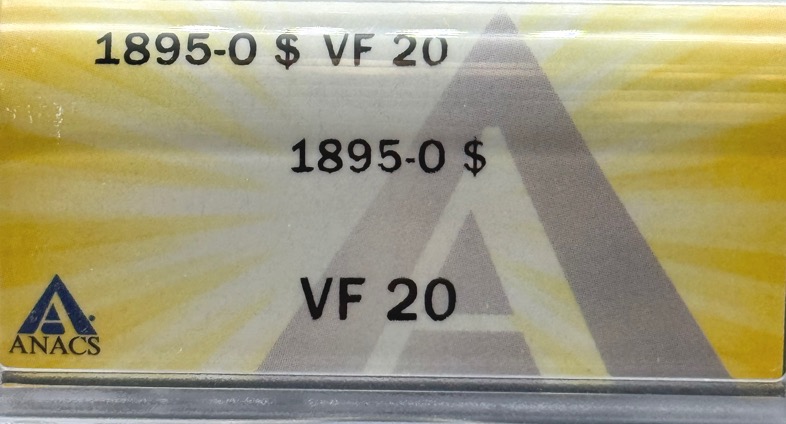 1895-O $ VF 20
1895-O $
VF 20
ANACS